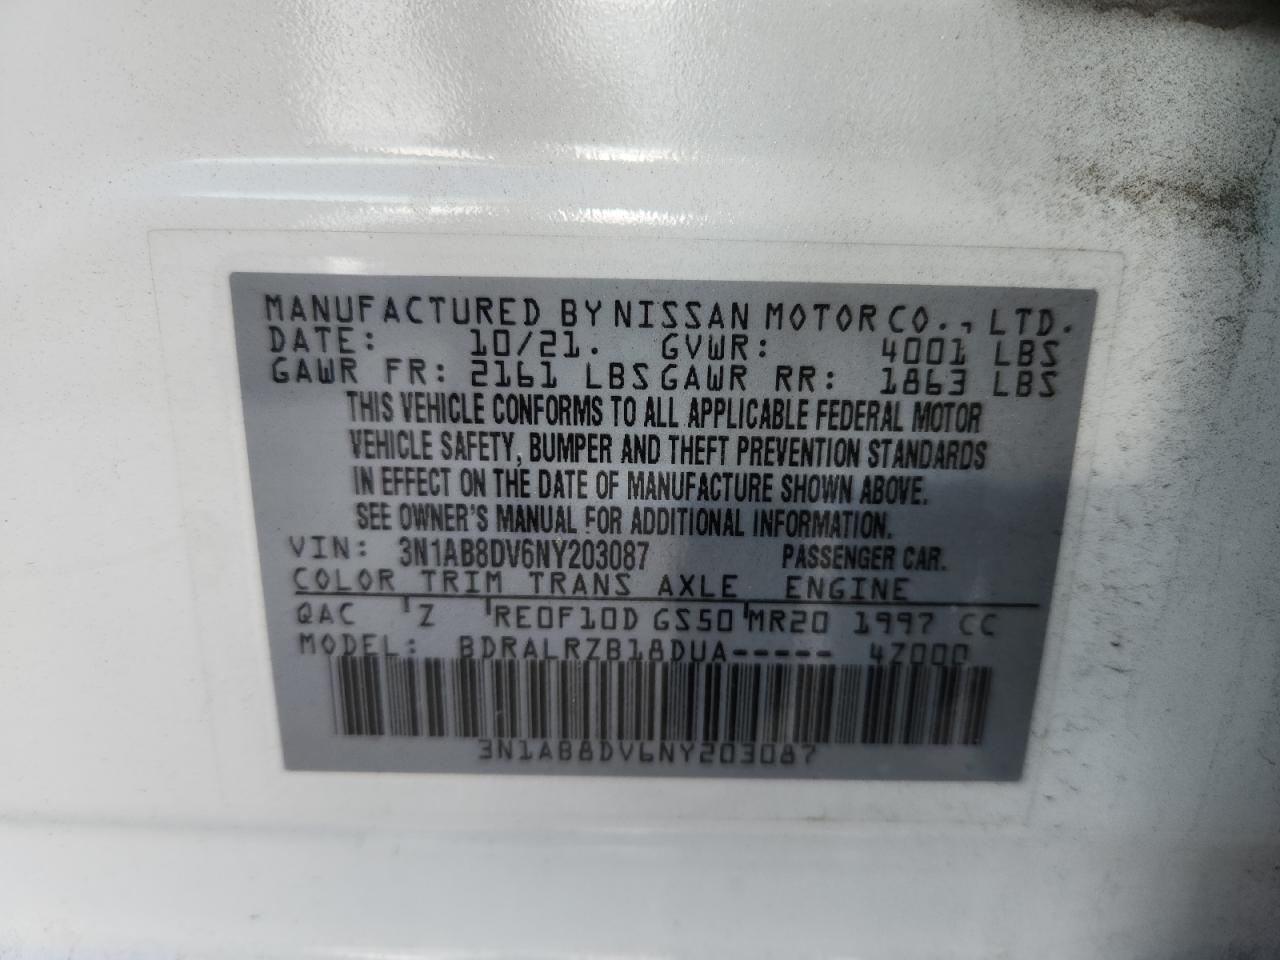 MANUFACTURED BY NISSAN MOTOR CO., LTD.
DATE: 10/21. GVWR: 4001 LBS
GAWR FR: 2161 LBS GAWR RR: 1863 LBS
THIS VEHICLE CONFORMS TO ALL APPLICABLE FEDERAL MOTOR
VEHICLE SAFETY, BUMPER AND THEFT PREVENTION STANDARDS
IN EFFECT ON THE DATE OF MANUFACTURE SHOWN ABOVE.
SEE OWNER'S MANUAL FOR ADDITIONAL INFORMATION.
VIN: 3N1AB8DV6NY203087 PASSENGER CAR.
COLOR TRIM TRANS AXLE ENGINE
QAC Z RE0F10D GS50 MR20 1997 CC
MODEL: BDRALRZB18DUA----- 4Z000
3N1AB8DV6NY203087